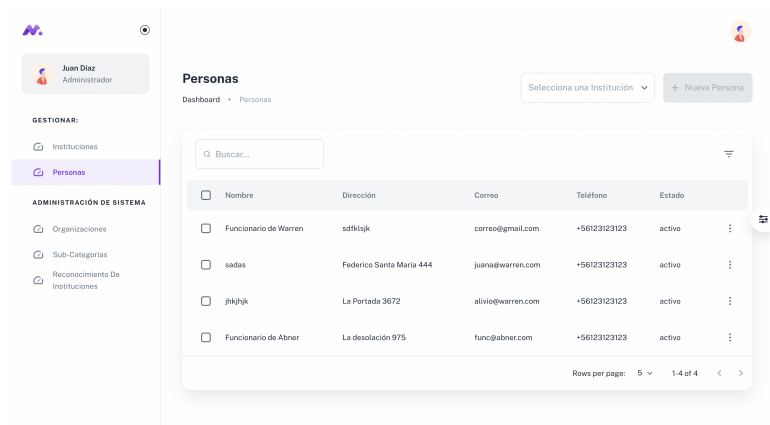 Juan Díaz
Administrador
Personas
Dashboard • Personas
Selecciona una Institución
+ Nueva Persona
GESTIONAR:
Instituciones
Personas
ADMINISTRACIÓN DE SISTEMA
Organizaciones
Sub-Categorías
Reconocimiento De
Instituciones
Buscar...
Nombre Dirección Correo Teléfono Estado
Funcionario de Warren sdfklsjk correo@gmail.com +56123123123 activo
sadas Federico Santa María 444 juana@warren.com +56123123123 activo
jhkjhjk La Portada 3672 alivio@warren.com +56123123123 activo
Funcionario de Abner La desolación 975 func@abner.com +56123123123 activo
Rows per page: 5 1-4 of 4